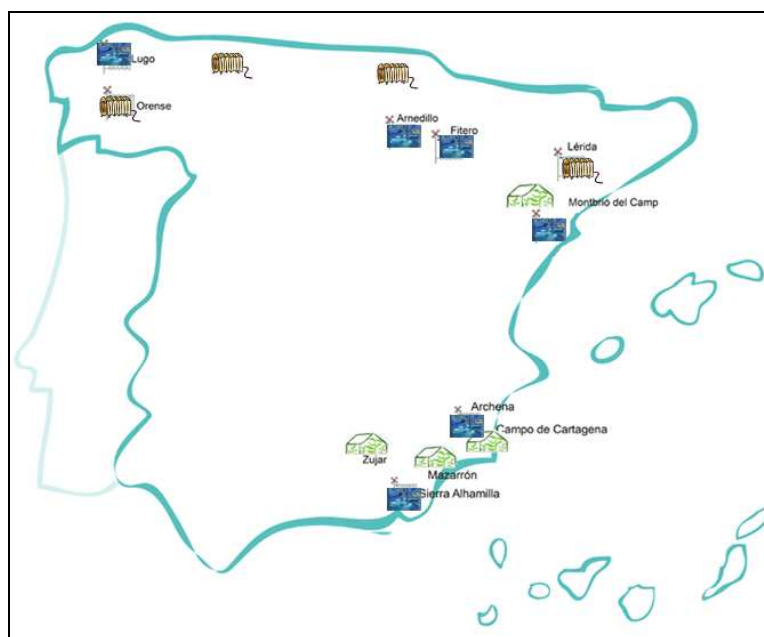 Lugo
Orense
Arnedillo
Fitero
Lérida
Montbrió del Camp
Archena
Campo de Cartagena
Zujar
Mazarrón
Sierra Alhamilla